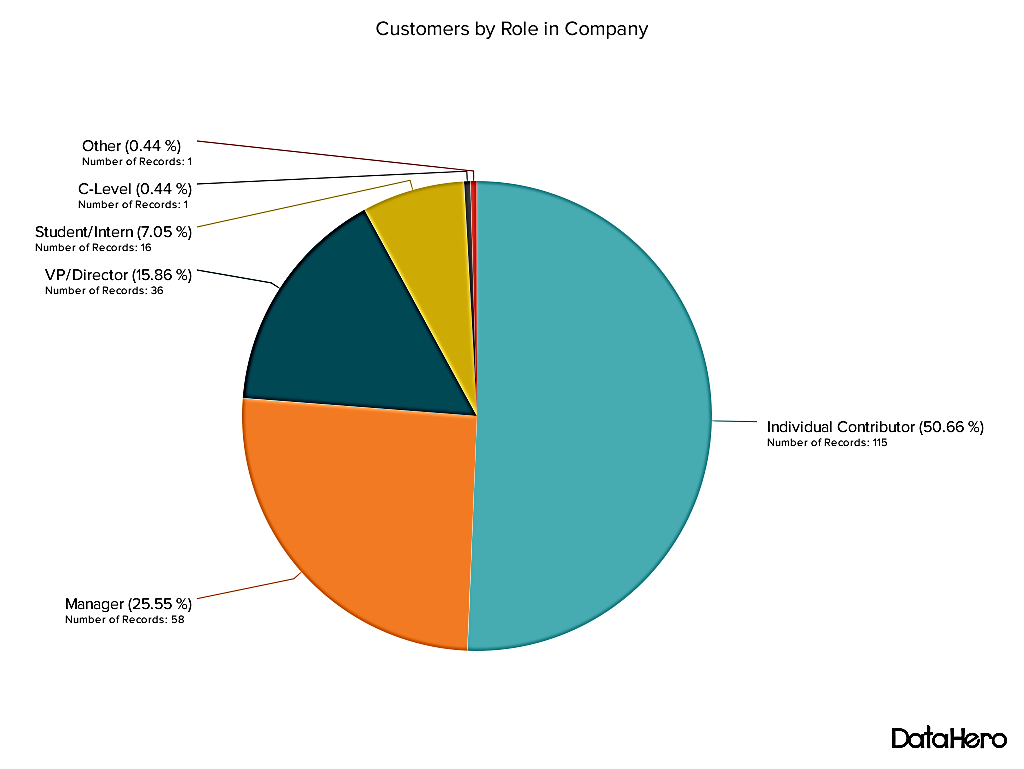 Customers by Role in Company
Other (0.44 %)
Number of Records: 1
C-Level (0.44 %)
Number of Records: 1
Student/Intern (7.05 %)
Number of Records: 16
VP/Director (15.86 %)
Number of Records: 36
Individual Contributor (50.66 %)
Number of Records: 115
Manager (25.55 %)
Number of Records: 58
DataHero